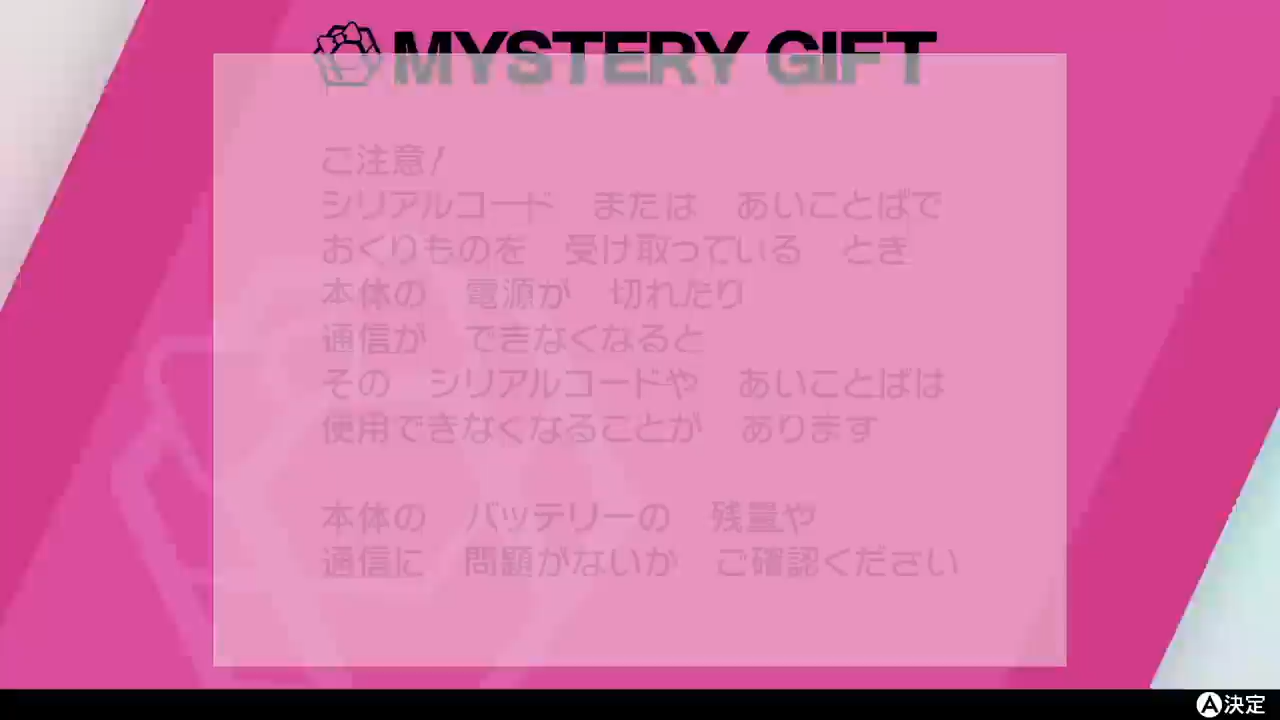 MYSTERY GIFT
ご注意!
シリアルコード　または　あいことばで
おくりものを　受け取っている　とき
本体の　電源が　切れたり
通信が　できなくなると
その　シリアルコードや　あいことばは
使用できなくなることが　あります
本体の　バッテリーの　残量や
通信に　問題がないか　ご確認ください
A決定